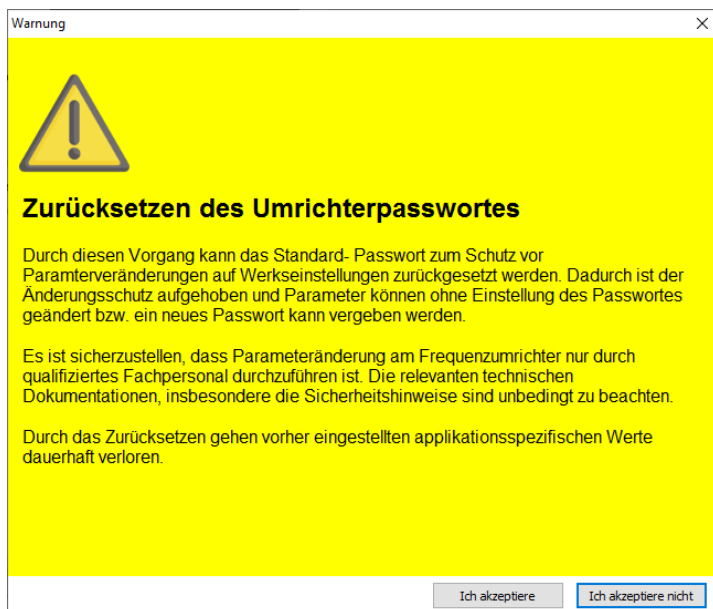 Warnung
Zurücksetzen des Umrichterpasswortes
Durch diesen Vorgang kann das Standard- Passwort zum Schutz vor
Paramterveränderungen auf Werkseinstellungen zurückgesetzt werden. Dadurch ist der
Änderungsschutz aufgehoben und Parameter können ohne Einstellung des Passwortes
geändert bzw. ein neues Passwort kann vergeben werden.
Es ist sicherzustellen, dass Parameteränderung am Frequenzumrichter nur durch
qualifiziertes Fachpersonal durchzuführen ist. Die relevanten technischen
Dokumentationen, insbesondere die Sicherheitshinweise sind unbedingt zu beachten.
Durch das Zurücksetzen gehen vorher eingestellten applikationsspezifischen Werte
dauerhaft verloren.
Ich akzeptiere
Ich akzeptiere nicht